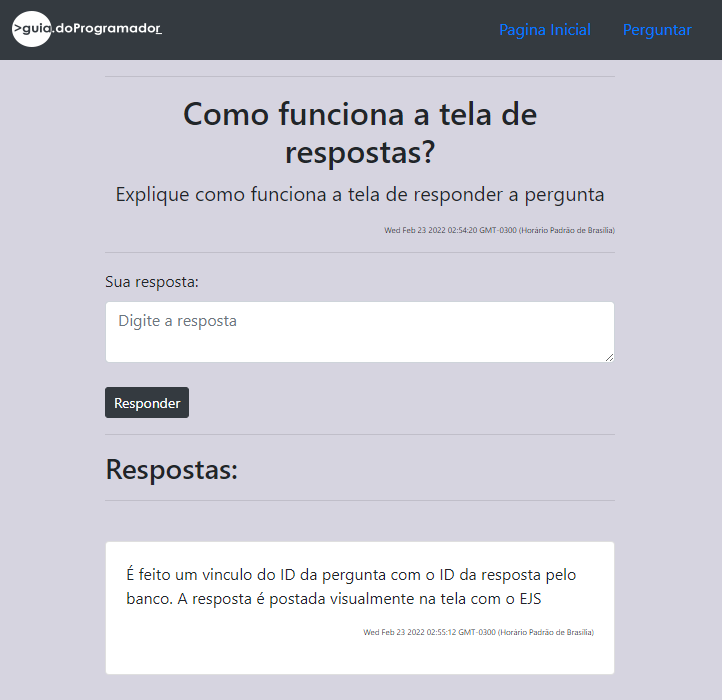 >guia.doProgramador_
Pagina Inicial
Perguntar
Como funciona a tela de
respostas?
Explique como funciona a tela de responder a pergunta
Wed Feb 23 2022 02:54:20 GMT-0300 (Horário Padrão de Brasília)
Sua resposta:
Digite a resposta
Responder
Respostas:
É feito um vinculo do ID da pergunta com o ID da resposta pelo
banco. A resposta é postada visualmente na tela com o EJS
Wed Feb 23 2022 02:55:12 GMT-0300 (Horário Padrão de Brasília)